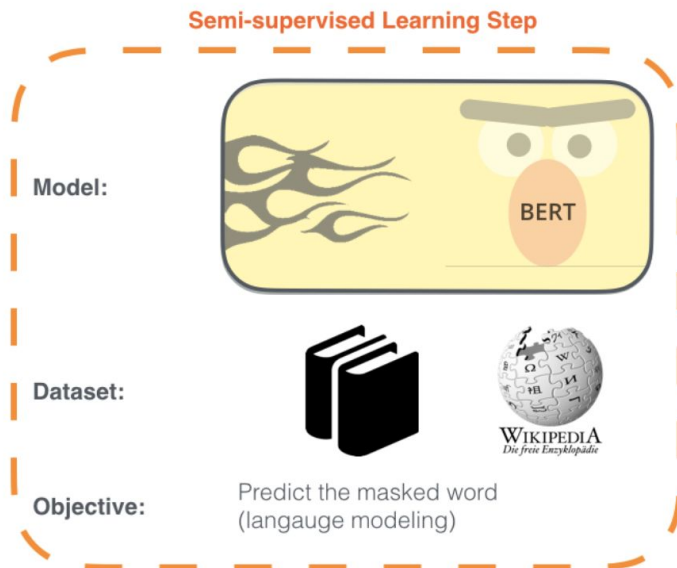 Semi-supervised Learning Step
Model:
BERT
Dataset:
WIKIPEDIA
Die freie Enzyklopädie
Objective:
Predict the masked word
(langauge modeling)